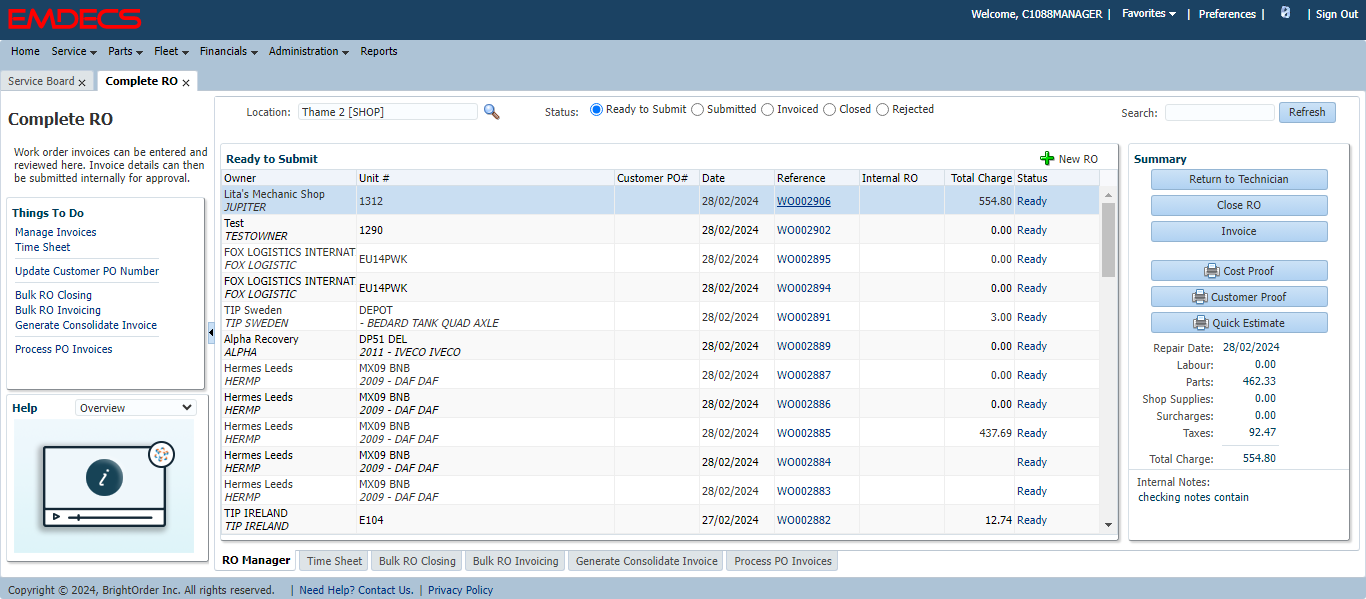 EMDECS
Welcome, C1088MANAGER | Favorites | Preferences | | Sign Out
Home Service Parts Fleet Financials Administration Reports
Service Board x Complete RO x
Complete RO
Work order invoices can be entered and
reviewed here. Invoice details can then
be submitted internally for approval.
Things To Do
Manage Invoices
Time Sheet
Update Customer PO Number
Bulk RO Closing
Bulk RO Invoicing
Generate Consolidate Invoice
Process PO Invoices
Help Overview
i
Location: Thame 2 [SHOP] Status: Ready to Submit Submitted Invoiced Closed Rejected Search: Refresh
Ready to Submit New RO
Owner Unit # Customer PO# Date Reference Internal RO Total Charge Status
Lita's Mechanic Shop
JUPITER 1312 28/02/2024 WO002906 554.80 Ready
Test
TESTOWNER 1290 28/02/2024 WO002902 0.00 Ready
FOX LOGISTICS INTERNAT
FOX LOGISTIC EU14PWK 28/02/2024 WO002895 0.00 Ready
FOX LOGISTICS INTERNAT
FOX LOGISTIC EU14PWK 28/02/2024 WO002894 0.00 Ready
TIP Sweden DEPOT
TIP SWEDEN - BEDARD TANK QUAD AXLE 28/02/2024 WO002891 3.00 Ready
Alpha Recovery DP51 DEL
ALPHA 2011 - IVECO IVECO 28/02/2024 WO002889 0.00 Ready
Hermes Leeds MX09 BNB
HERMP 2009 - DAF DAF 28/02/2024 WO002887 0.00 Ready
Hermes Leeds MX09 BNB
HERMP 2009 - DAF DAF 28/02/2024 WO002886 0.00 Ready
Hermes Leeds MX09 BNB
HERMP 2009 - DAF DAF 28/02/2024 WO002885 437.69 Ready
Hermes Leeds MX09 BNB
HERMP 2009 - DAF DAF 28/02/2024 WO002884 Ready
Hermes Leeds MX09 BNB
HERMP 2009 - DAF DAF 28/02/2024 WO002883 Ready
TIP IRELAND
TIP IRELAND E104 27/02/2024 WO002882 12.74 Ready
Summary
Return to Technician
Close RO
Invoice
Cost Proof
Customer Proof
Quick Estimate
Repair Date: 28/02/2024
Labour: 0.00
Parts: 462.33
Shop Supplies: 0.00
Surcharges: 0.00
Taxes: 92.47
Total Charge: 554.80
Internal Notes:
checking notes contain
RO Manager Time Sheet Bulk RO Closing Bulk RO Invoicing Generate Consolidate Invoice Process PO Invoices
Copyright © 2024, BrightOrder Inc. All rights reserved. | Need Help? Contact Us. | Privacy Policy